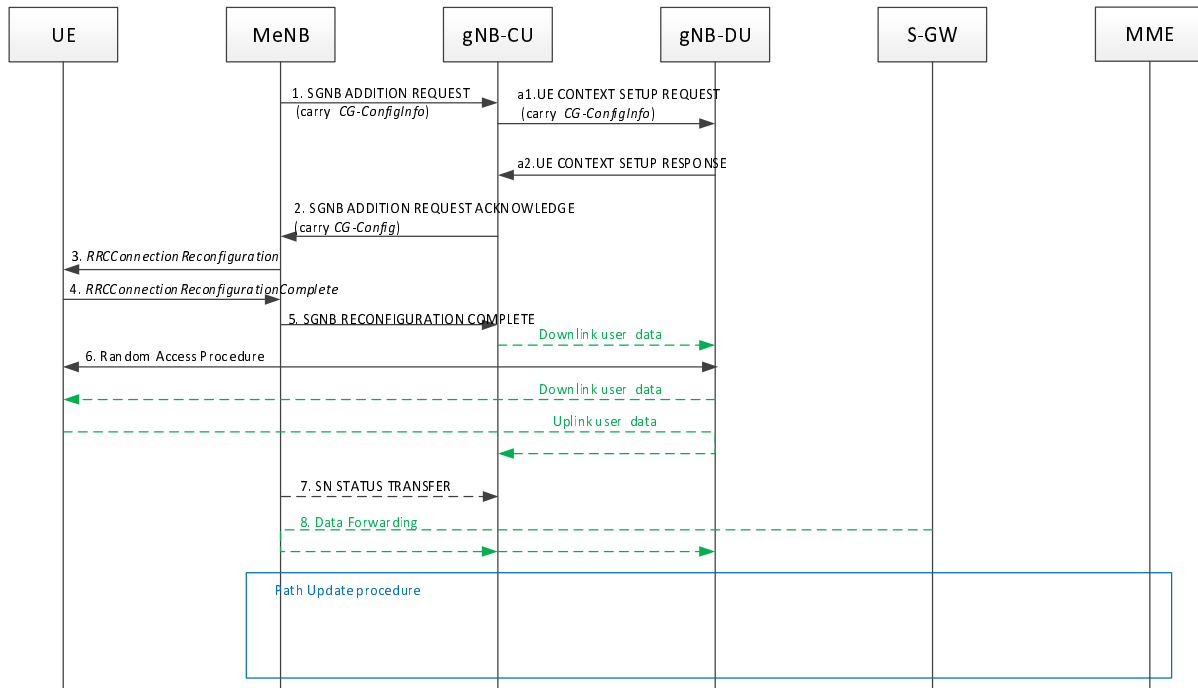 UE MeNB gNB-CU gNB-DU S-GW MME
1. SGNB ADDITION REQUEST
(carry CG-ConfigInfo)
a1.UE CONTEXT SETUP REQUEST
(carry CG-ConfigInfo)
a2.UE CONTEXT SETUP RESPONSE
2. SGNB ADDITION REQUEST ACKNOWLEDGE
(carry CG-Config)
3. RRCConnectionReconfiguration
4. RRCConnectionReconfigurationComplete
5. SGNB RECONFIGURATION COMPLETE
Downlink user data
6. Random Access Procedure
Downlink user data
Uplink user data
7. SN STATUS TRANSFER
8. Data Forwarding
Path Update procedure